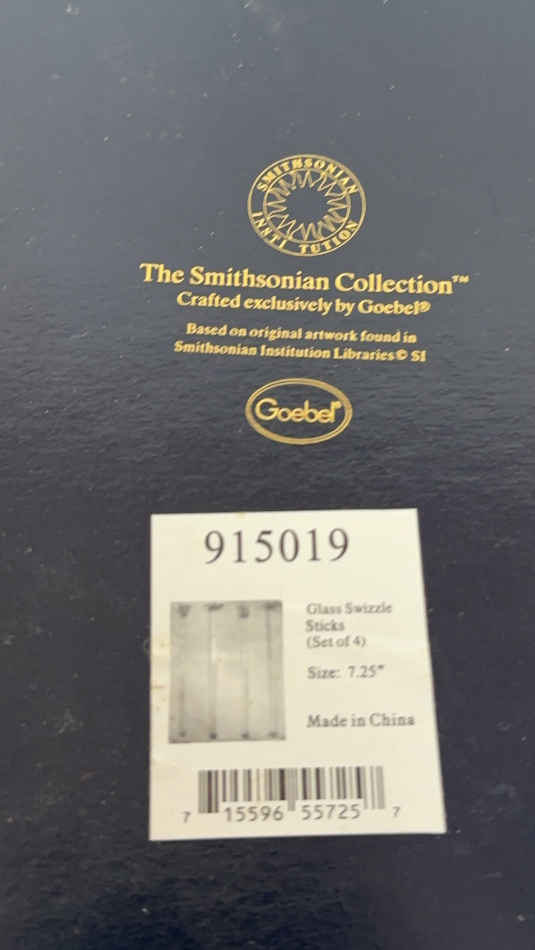 SMITHSONIAN
INSTITUTION
The Smithsonian Collection™
Crafted exclusively by Goebel®
Based on original artwork found in
Smithsonian Institution Libraries © SI
Goebel®
915019
Glass Swizzle
Sticks
(Set of 4)
Size: 7.25"
Made in China
7 15596 55725 7